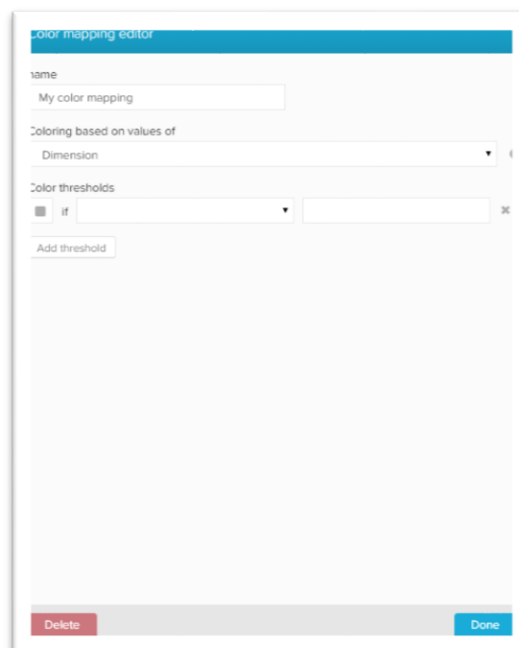 Color mapping editor
name
My color mapping
Coloring based on values of
Dimension
Color thresholds
if
Add threshold
Delete Done